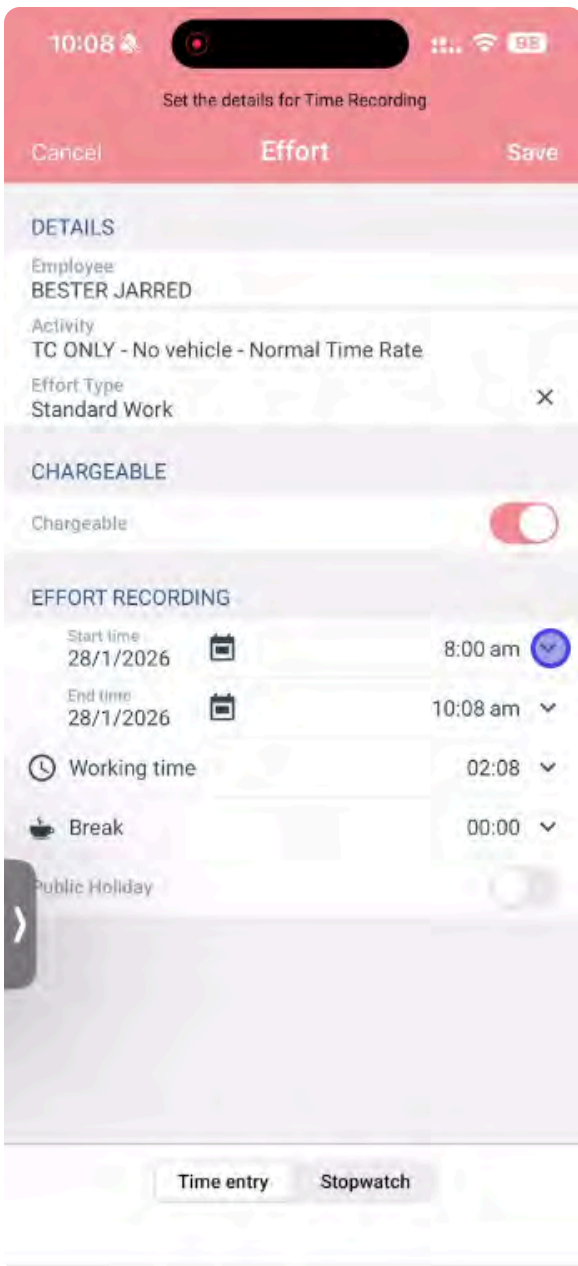 10:08
98
Set the details for Time Recording
Cancel Effort Save
DETAILS
Employee
BESTER JARRED
Activity
TC ONLY - No vehicle - Normal Time Rate
Effort Type
Standard Work
CHARGEABLE
Chargeable
EFFORT RECORDING
Start time
28/1/2026 8:00 am
End time
28/1/2026 10:08 am
Working time 02:08
Break 00:00
Public Holiday
Time entry Stopwatch